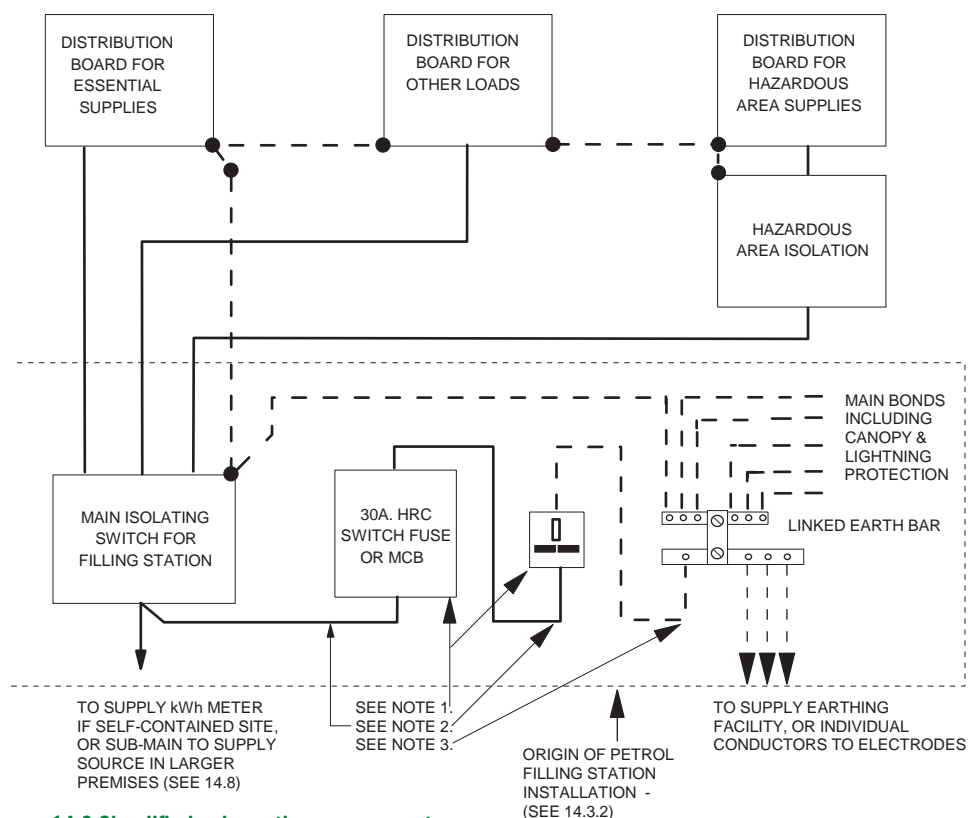 DISTRIBUTION
BOARD FOR
ESSENTIAL
SUPPLIES
DISTRIBUTION
BOARD FOR
OTHER LOADS
DISTRIBUTION
BOARD FOR
HAZARDOUS
AREA SUPPLIES
HAZARDOUS
AREA ISOLATION
MAIN BONDS
INCLUDING
CANOPY &
LIGHTNING
PROTECTION
LINKED EARTH BAR
MAIN ISOLATING
SWITCH FOR
FILLING STATION
30A. HRC
SWITCH FUSE
OR MCB
TO SUPPLY kWh METER
IF SELF-CONTAINED SITE,
OR SUB-MAIN TO SUPPLY
SOURCE IN LARGER
PREMISES (SEE 14.8)
SEE NOTE 1.
SEE NOTE 2.
SEE NOTE 3.
ORIGIN OF PETROL
FILLING STATION
INSTALLATION -
(SEE 14.3.2)
TO SUPPLY EARTHING
FACILITY, OR INDIVIDUAL
CONDUCTORS TO ELECTRODES